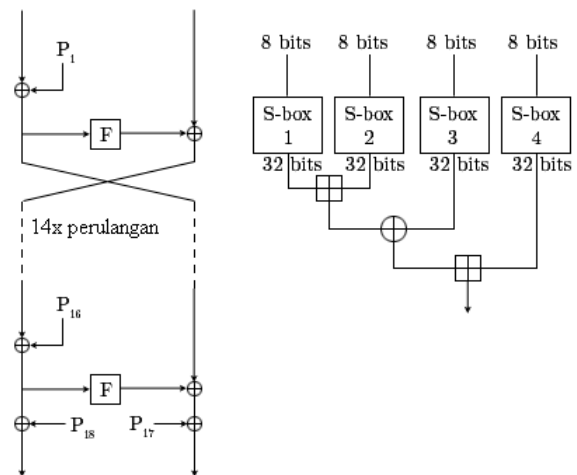 P1
F
14x perulangan
P16
F
P18
P17
8 bits 8 bits 8 bits 8 bits
S-box 1
S-box 2
S-box 3
S-box 4
32 bits 32 bits 32 bits 32 bits